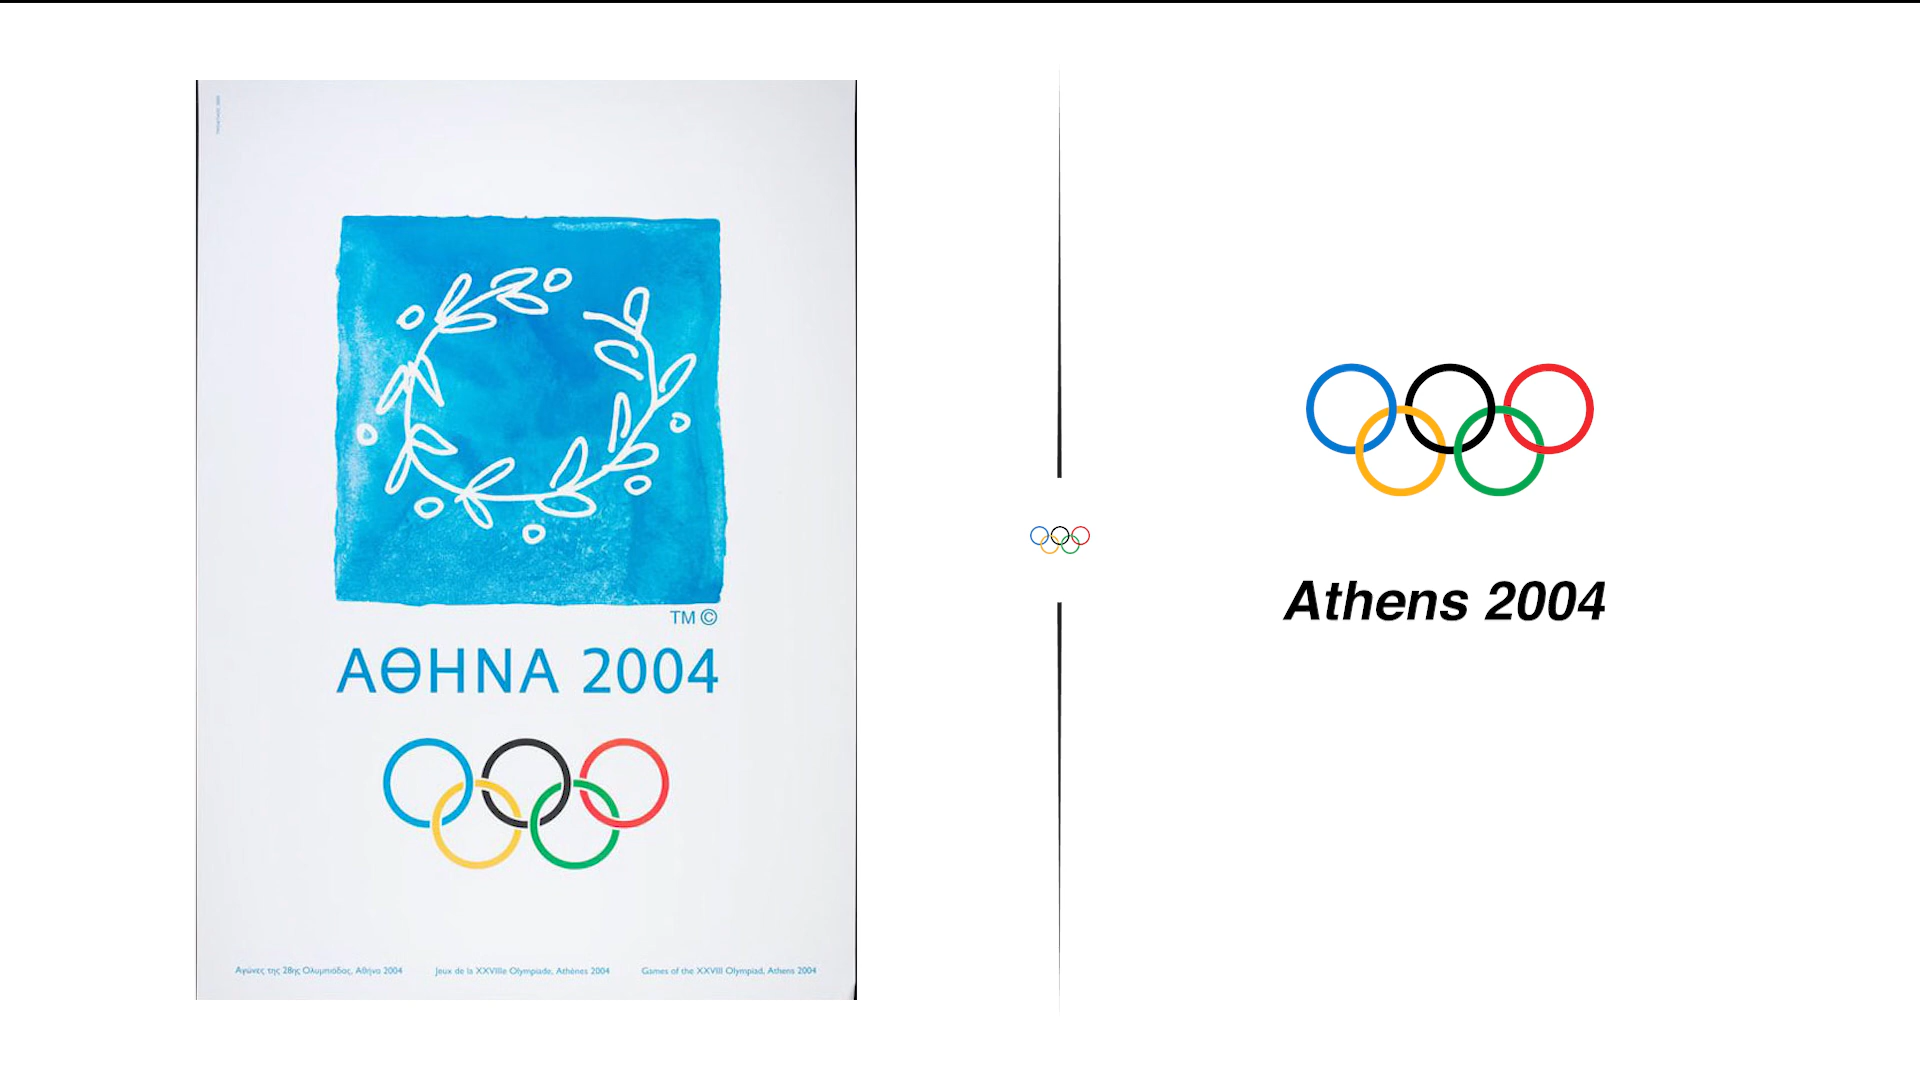 TM ©
ΑΘΗΝΑ 2004
Αγώνες της 28ης Ολυμπιάδας, Αθήνα 2004
Jeux de la XXVIIIe Olympiade, Athènes 2004
Games of the XXVIII Olympiad, Athens 2004
Athens 2004